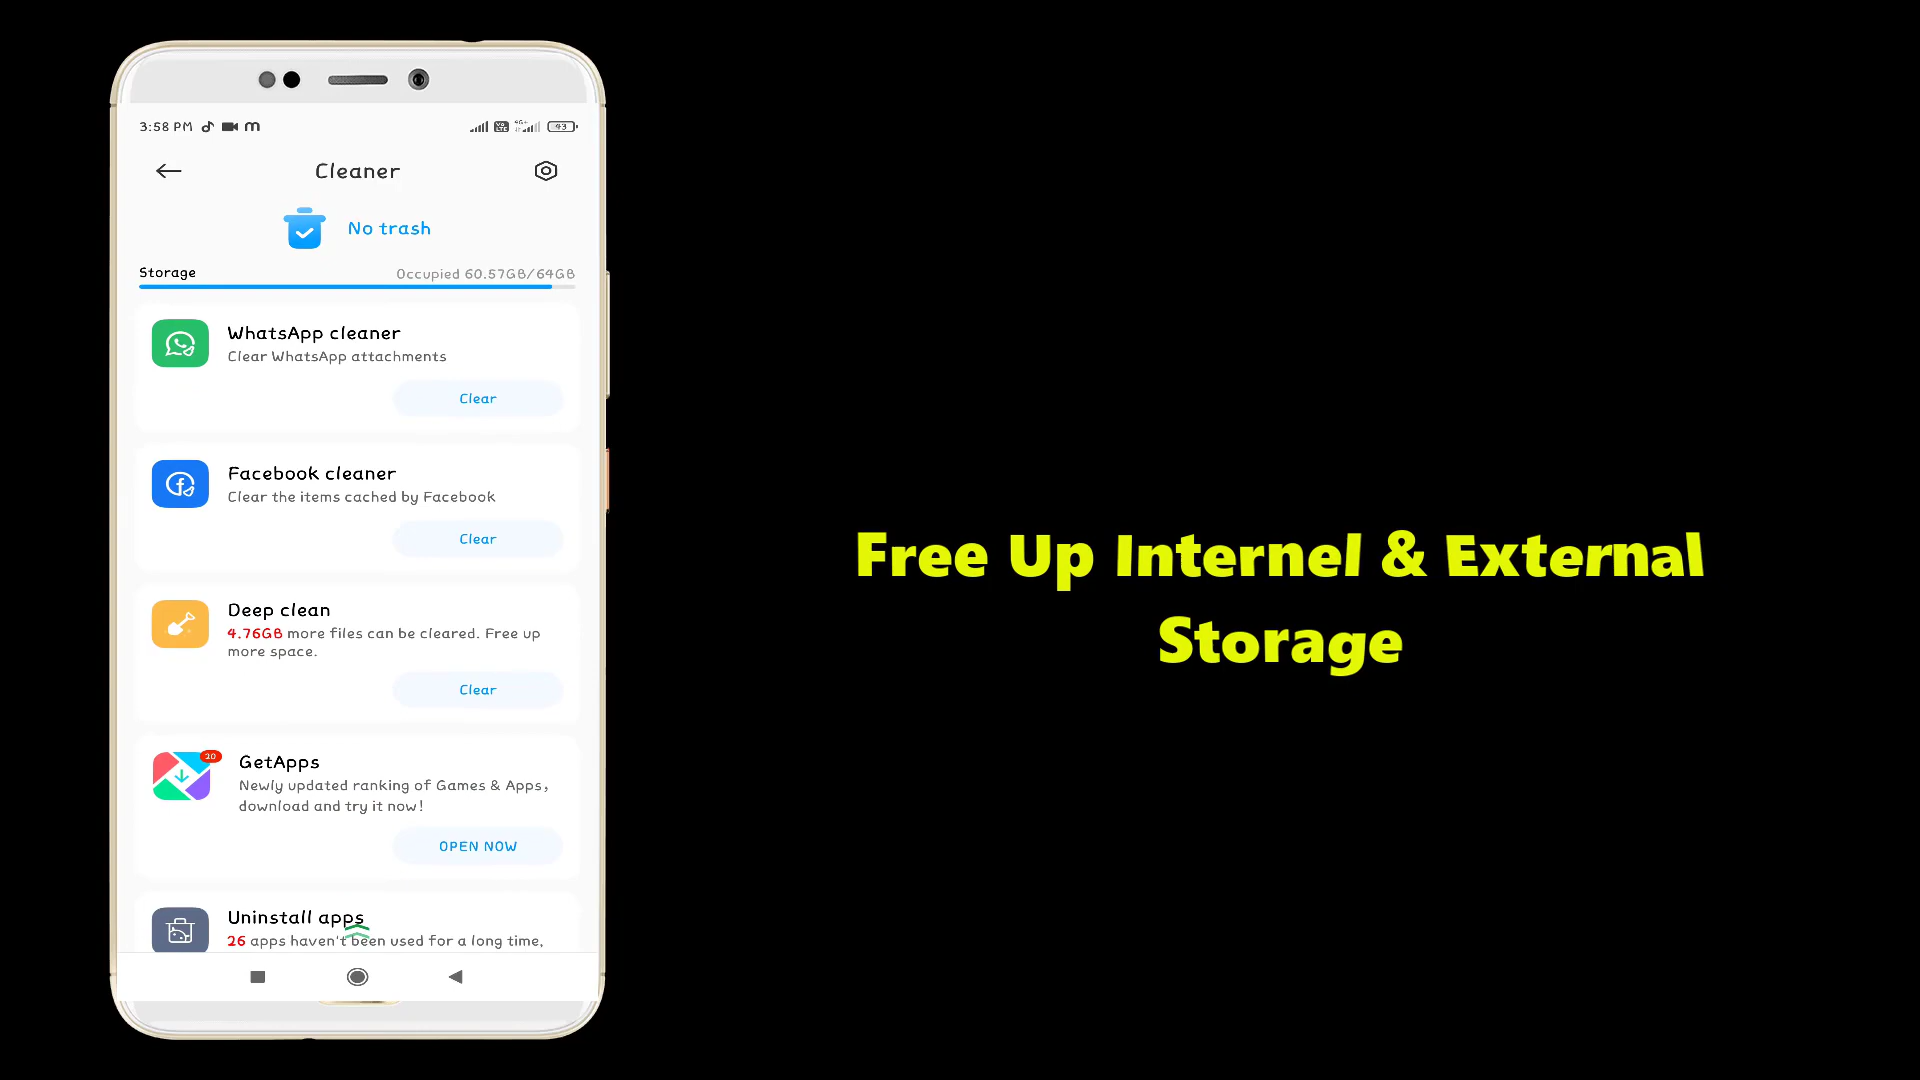 3:58 PM
43
Cleaner
No trash
Storage
Occupied 60.57GB/64GB
WhatsApp cleaner
Clear WhatsApp attachments
Clear
Facebook cleaner
Clear the items cached by Facebook
Clear
Deep clean
4.76GB more files can be cleared. Free up
more space.
Clear
20
GetApps
Newly updated ranking of Games & Apps,
download and try it now!
OPEN NOW
Uninstall apps
26 apps haven't been used for a long time,
Free Up Internel & External
Storage